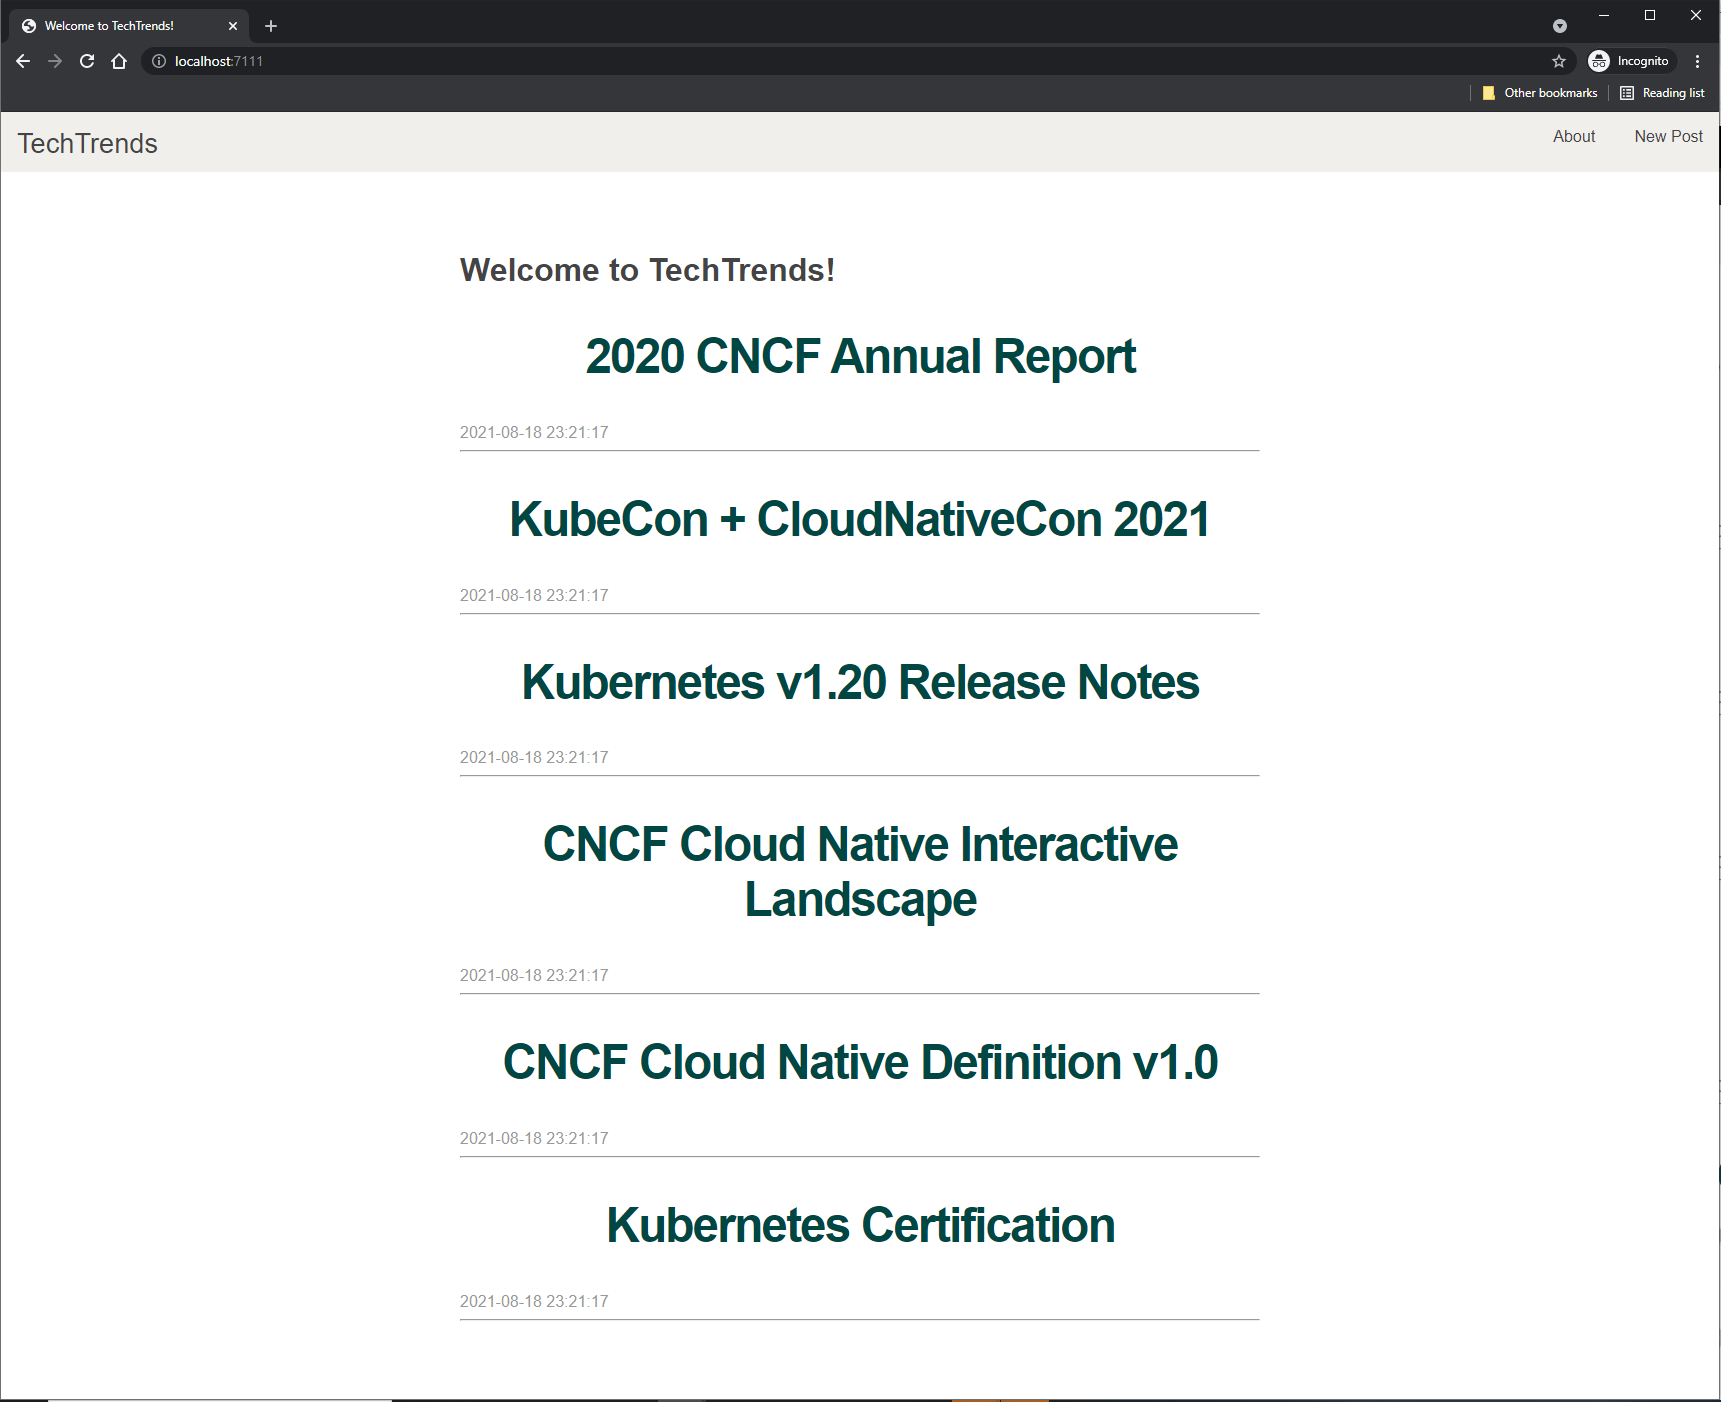 Welcome to TechTrends!
localhost:7111
Incognito
Other bookmarks
Reading list
TechTrends
About
New Post
Welcome to TechTrends!
2020 CNCF Annual Report
2021-08-18 23:21:17
KubeCon + CloudNativeCon 2021
2021-08-18 23:21:17
Kubernetes v1.20 Release Notes
2021-08-18 23:21:17
CNCF Cloud Native Interactive
Landscape
2021-08-18 23:21:17
CNCF Cloud Native Definition v1.0
2021-08-18 23:21:17
Kubernetes Certification
2021-08-18 23:21:17